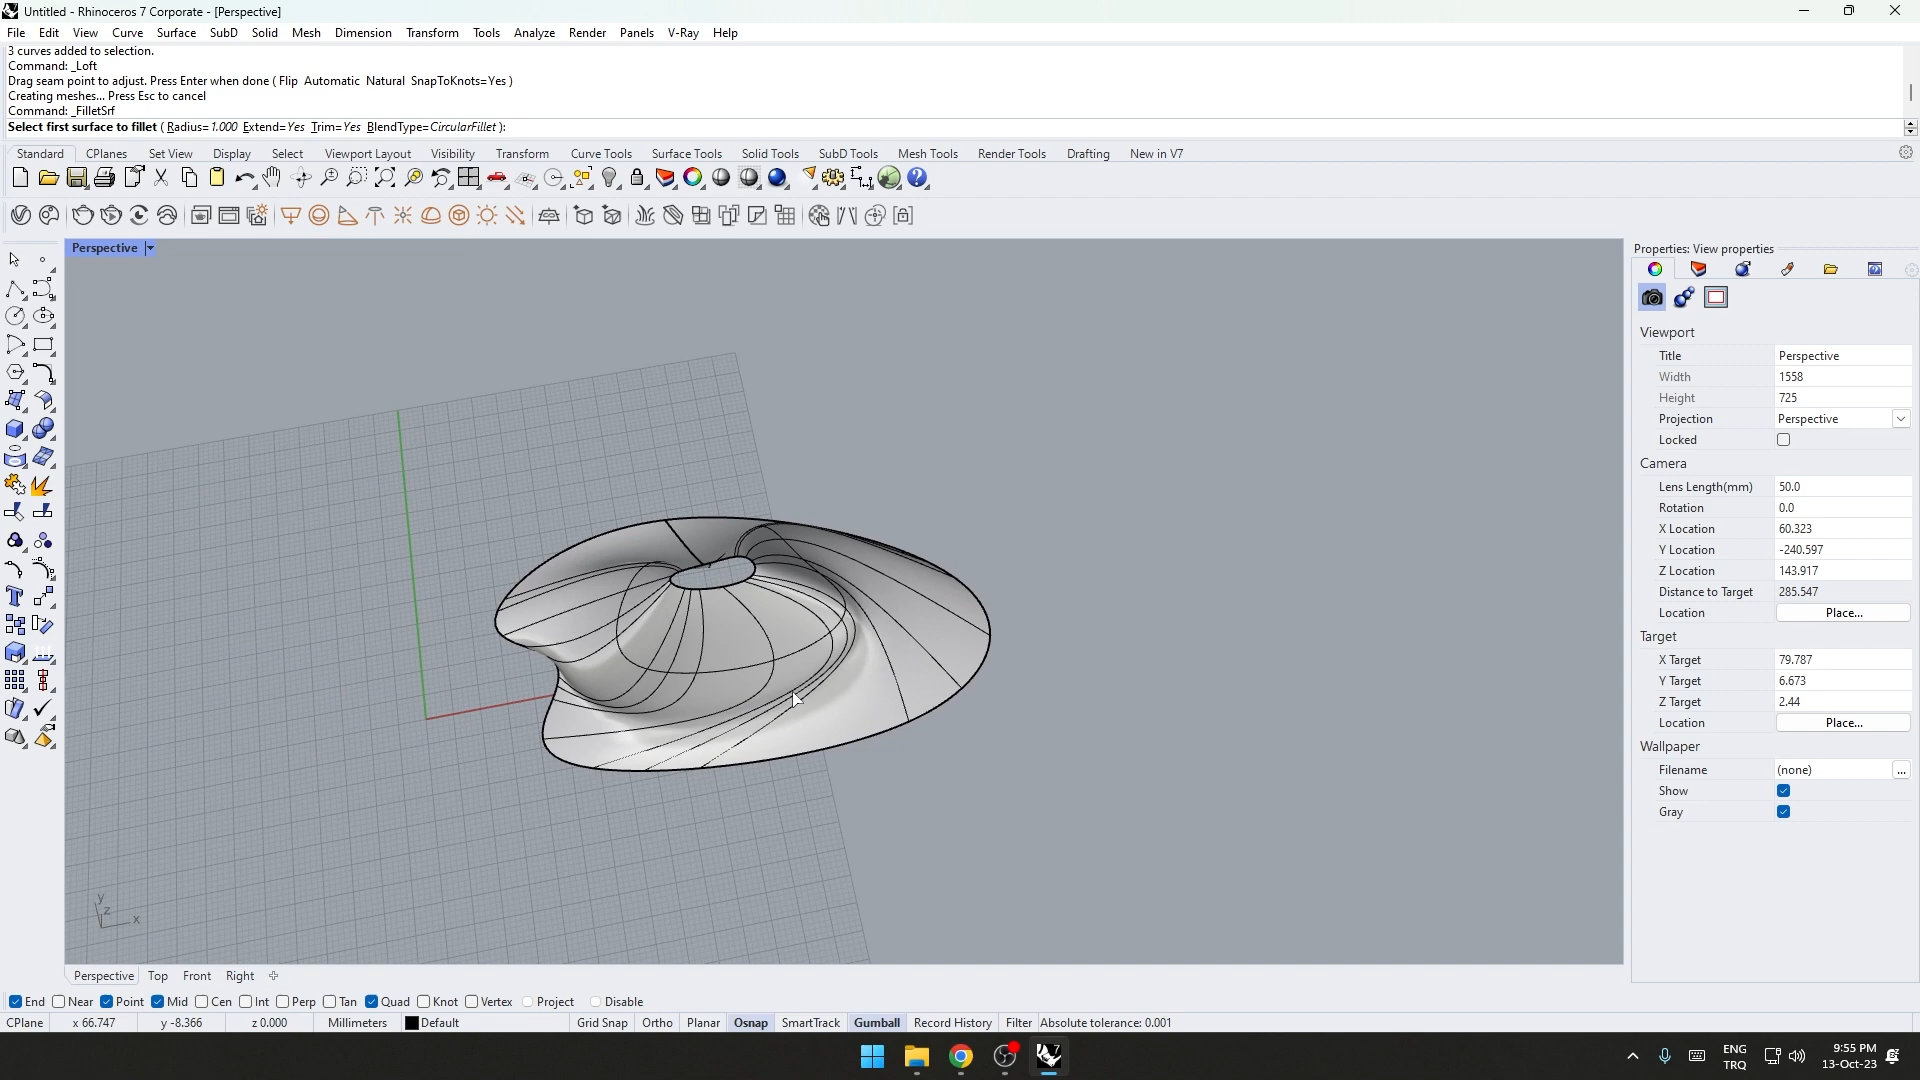 Untitled - Rhinoceros 7 Corporate - [Perspective]
File Edit View Curve Surface SubD Solid Mesh Dimension Transform Tools Analyze Render Panels V-Ray Help
3 curves added to selection.
Command: _Loft
Drag seam point to adjust. Press Enter when done ( Flip Automatic Natural SnapToKnots=Yes )
Creating meshes... Press Esc to cancel
Command: _FilletSrf
Select first surface to fillet ( Radius=1.000 Extend=Yes Trim=Yes BlendType=CircularFillet ):
Standard CPlanes Set View Display Select Viewport Layout Visibility Transform Curve Tools Surface Tools Solid Tools SubD Tools Mesh Tools Render Tools Drafting New in V7
Perspective
Properties: View properties
Viewport
Title Perspective
Width 1558
Height 725
Projection Perspective
Locked
Camera
Lens Length(mm) 50.0
Rotation 0.0
X Location 60.323
Y Location -240.597
Z Location 143.917
Distance to Target 285.547
Location Place...
Target
X Target 79.787
Y Target 6.673
Z Target 2.44
Location Place...
Wallpaper
Filename (none) ...
Show
Gray
y
z
x
Perspective Top Front Right
End Near Point Mid Cen Int Perp Tan Quad Knot Vertex Project Disable
CPlane x 66.747 y -8.366 z 0.000 Millimeters Default Grid Snap Ortho Planar Osnap SmartTrack Gumball Record History Filter Absolute tolerance: 0.001
ENG
TRQ
9:55 PM
13-Oct-23